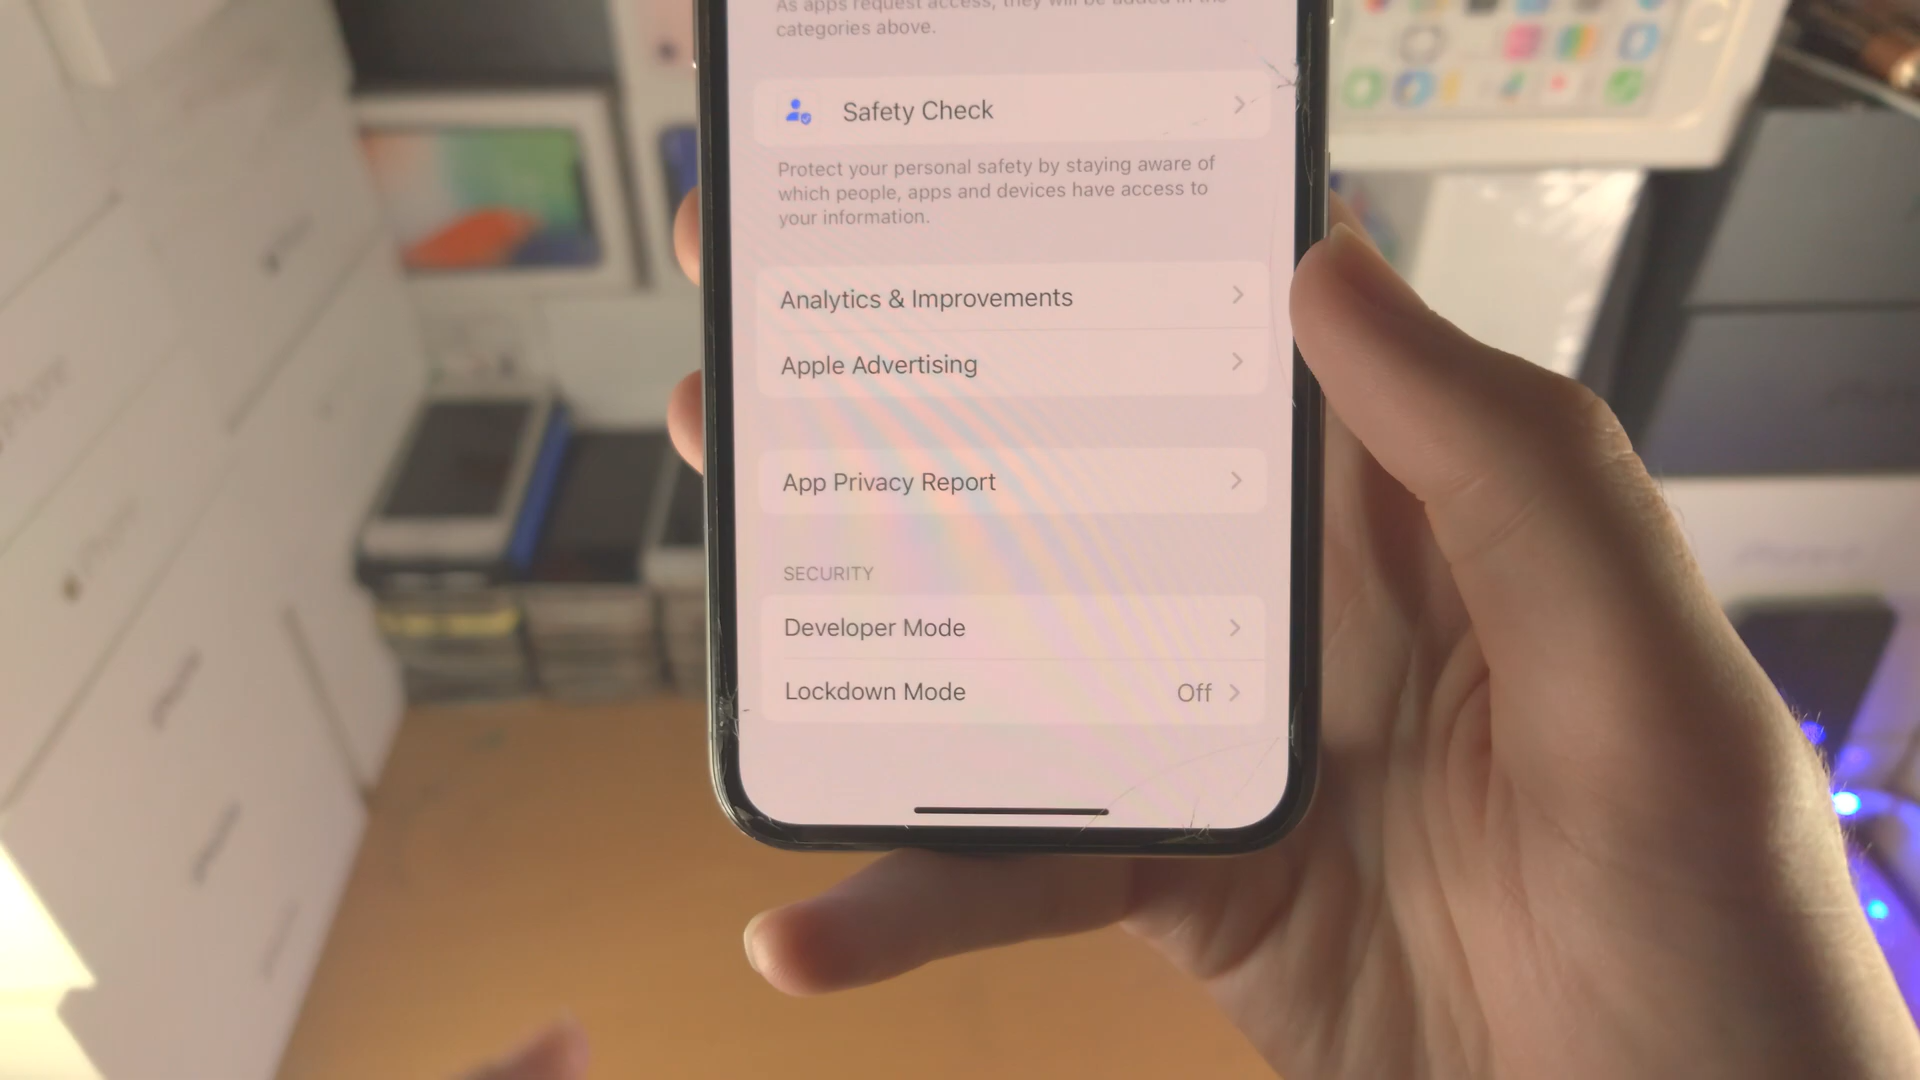 As apps request access, they will be added in the
categories above.
Safety Check
Protect your personal safety by staying aware of
which people, apps and devices have access to
your information.
Analytics & Improvements
Apple Advertising
App Privacy Report
SECURITY
Developer Mode
Lockdown Mode Off
iPhone
iPhone